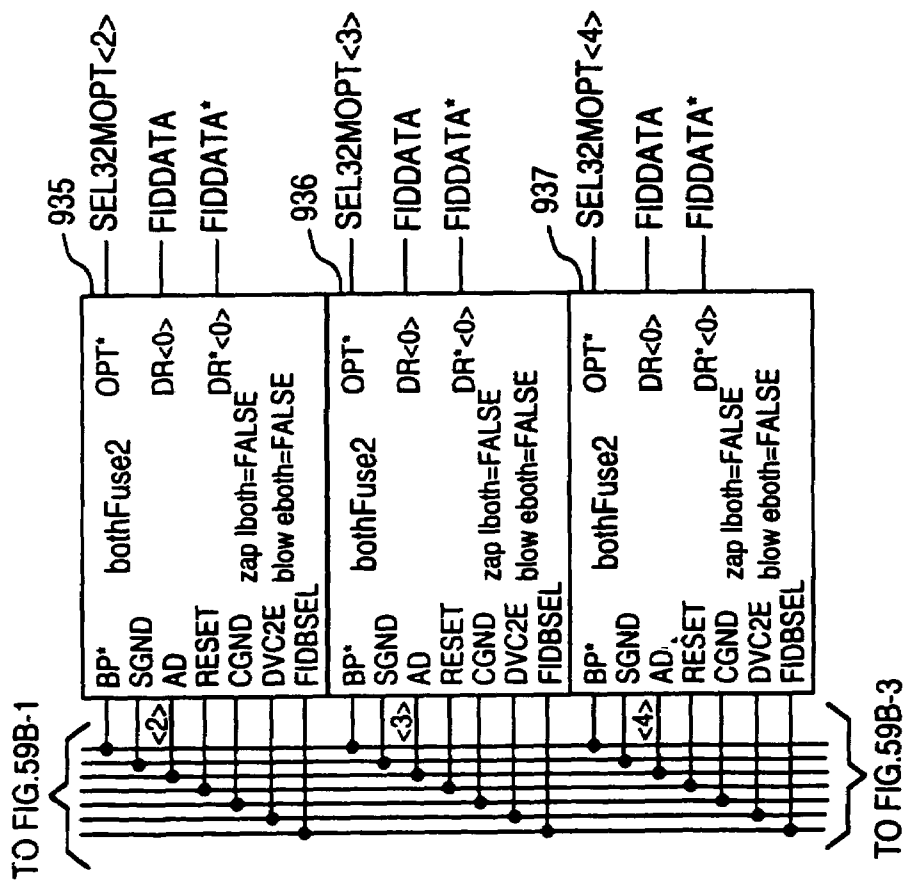 TO FIG.59B-1
935
BP* OPT* SEL32MOPT<2>
SGND bothFuse2
<2> AD DR<0> FIDDATA
RESET
CGND DR*<0> FIDDATA*
DVC2E zap lboth=FALSE
FIDBSEL blow eboth=FALSE
936
BP* OPT* SEL32MOPT<3>
SGND bothFuse2
<3> AD DR<0> FIDDATA
RESET
CGND DR*<0> FIDDATA*
DVC2E zap lboth=FALSE
FIDBSEL blow eboth=FALSE
937
BP* OPT* SEL32MOPT<4>
SGND bothFuse2
<4> AD DR<0> FIDDATA
RESET
CGND DR*<0> FIDDATA*
DVC2E zap lboth=FALSE
FIDBSEL blow eboth=FALSE
TO FIG.59B-3